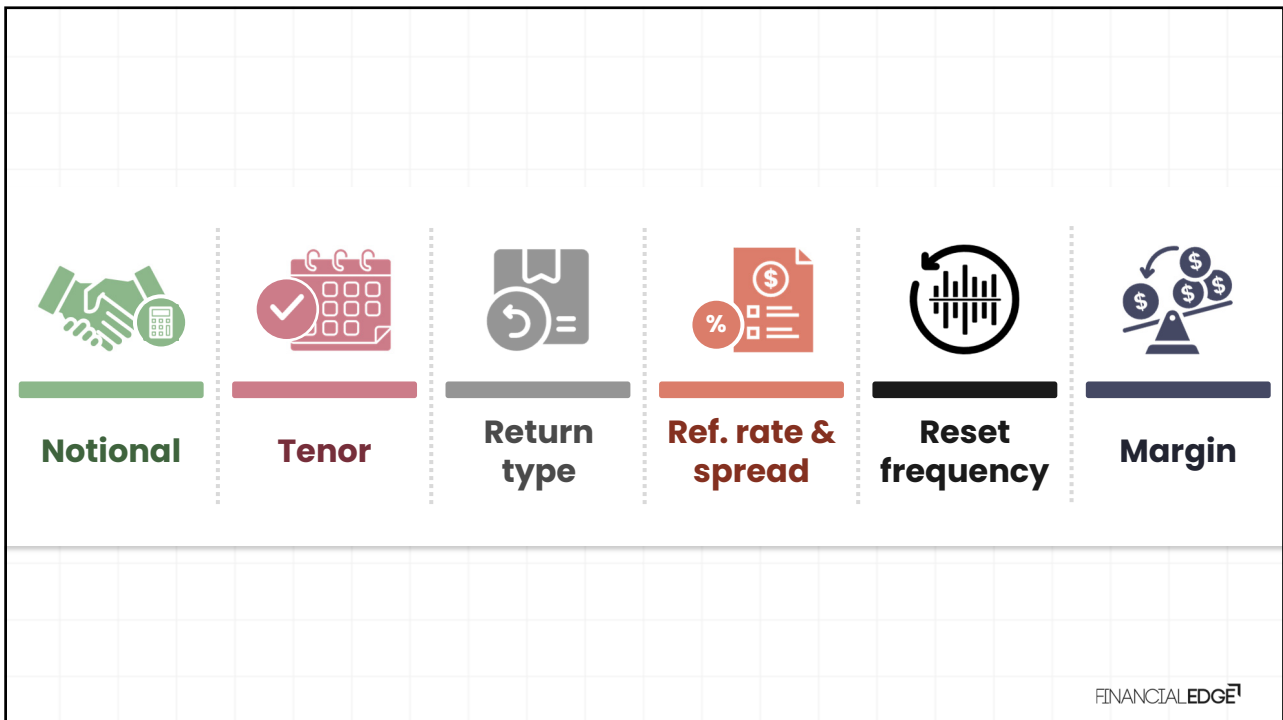 Notional
Tenor
Return
type
Ref. rate &
spread
Reset
frequency
Margin
$
%
$
$
$
$
FINANCIALEDGE